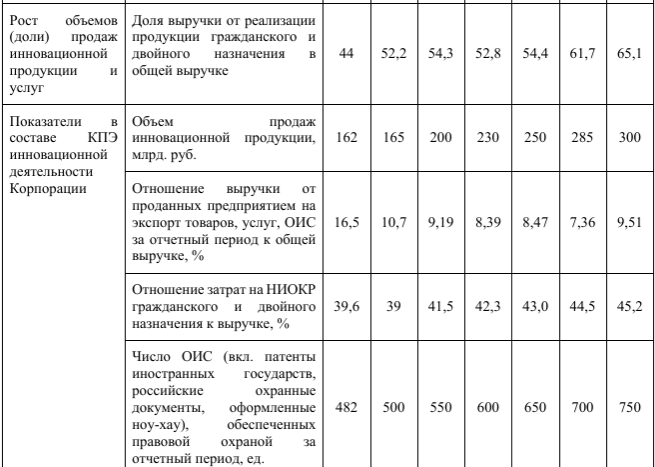 Рост объемов
(доли) продаж
инновационной
продукции и
услуг
Доля выручки от реализации
продукции гражданского и
двойного назначения в
общей выручке
44 52,2 54,3 52,8 54,4 61,7 65,1
Показатели в
составе КПЭ
инновационной
деятельности
Корпорации
Объем продаж
инновационной продукции,
млрд. руб.
162 165 200 230 250 285 300
Отношение выручки от
проданных предприятием на
экспорт товаров, услуг, ОИС
за отчетный период к общей
выручке, %
16,5 10,7 9,19 8,39 8,47 7,36 9,51
Отношение затрат на НИОКР
гражданского и двойного
назначения к выручке, %
39,6 39 41,5 42,3 43,0 44,5 45,2
Число ОИС (вкл. патенты
иностранных государств,
российские охранные
документы, оформленные
ноу-хау), обеспеченных
правовой охраной за
отчетный период, ед.
482 500 550 600 650 700 750